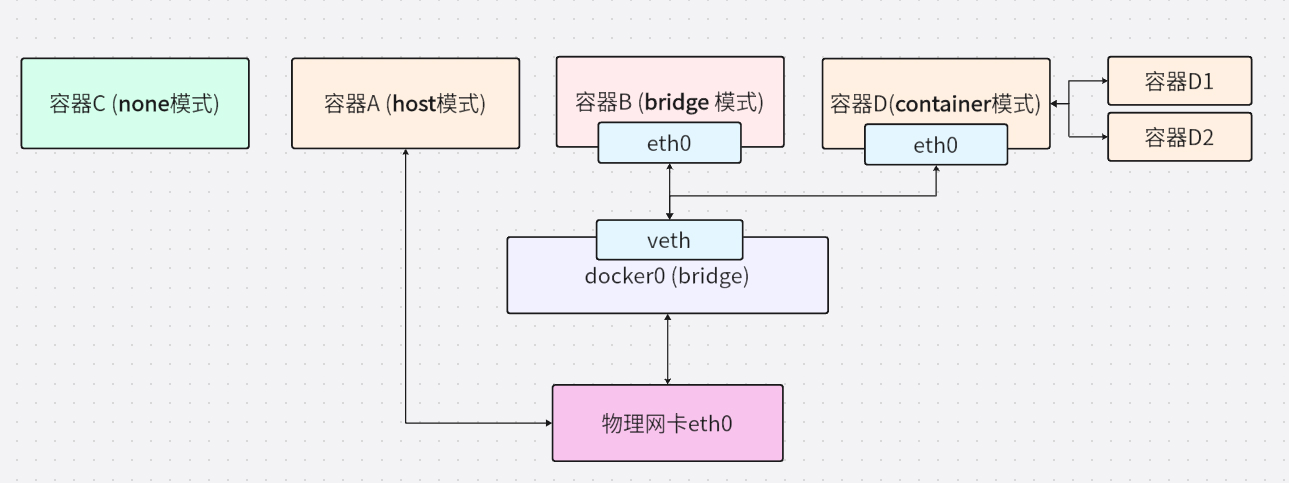 容器C (none模式)
容器A (host模式)
容器B (bridge 模式)
eth0
容器D(container模式)
eth0
容器D1
容器D2
veth
docker0 (bridge)
物理网卡eth0